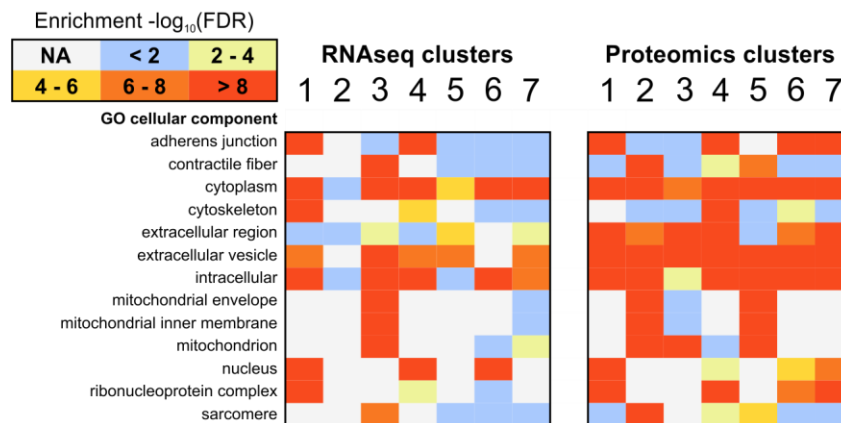 Enrichment -log₁₀(FDR)
NA < 2 2 - 4
4 - 6 6 - 8 > 8
RNAseq clusters Proteomics clusters
1 2 3 4 5 6 7 1 2 3 4 5 6 7
GO cellular component
adherens junction
contractile fiber
cytoplasm
cytoskeleton
extracellular region
extracellular vesicle
intracellular
mitochondrial envelope
mitochondrial inner membrane
mitochondrion
nucleus
ribonucleoprotein complex
sarcomere